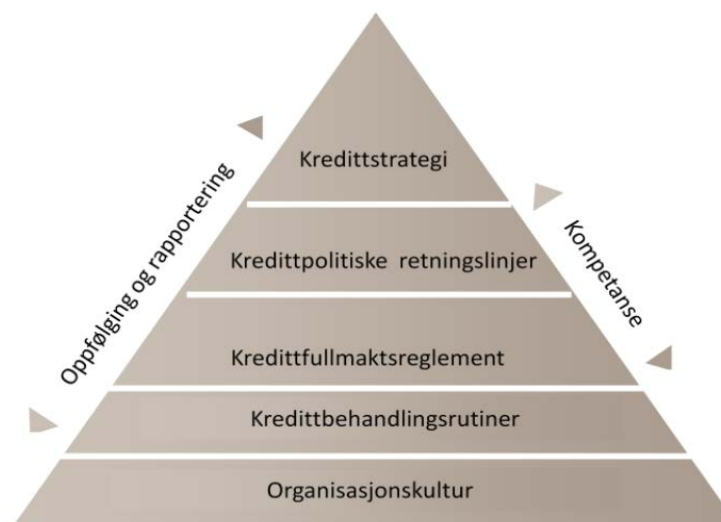 Kredittstrategi
Oppfølging og rapportering
Kompetanse
Kredittpolitiske retningslinjer
Kredittfullmaktsreglement
Kredittbehandlingsrutiner
Organisasjonskultur